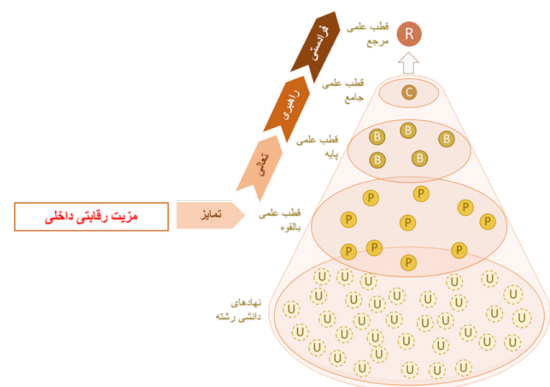 فرادستی
قطب علمی
مرجع
R
راهبری
قطب علمی
جامع
C
تعالی
قطب علمی
پایه
B B B
B B
مزیت رقابتی داخلی
تمایز
قطب علمی
بالقوه
P P P
P P P
P P P
P
نهادهای
دانشی رشته
U U U U U
U U U U U U
U U U U U U U
U U U U U U U U
U U U U U U U